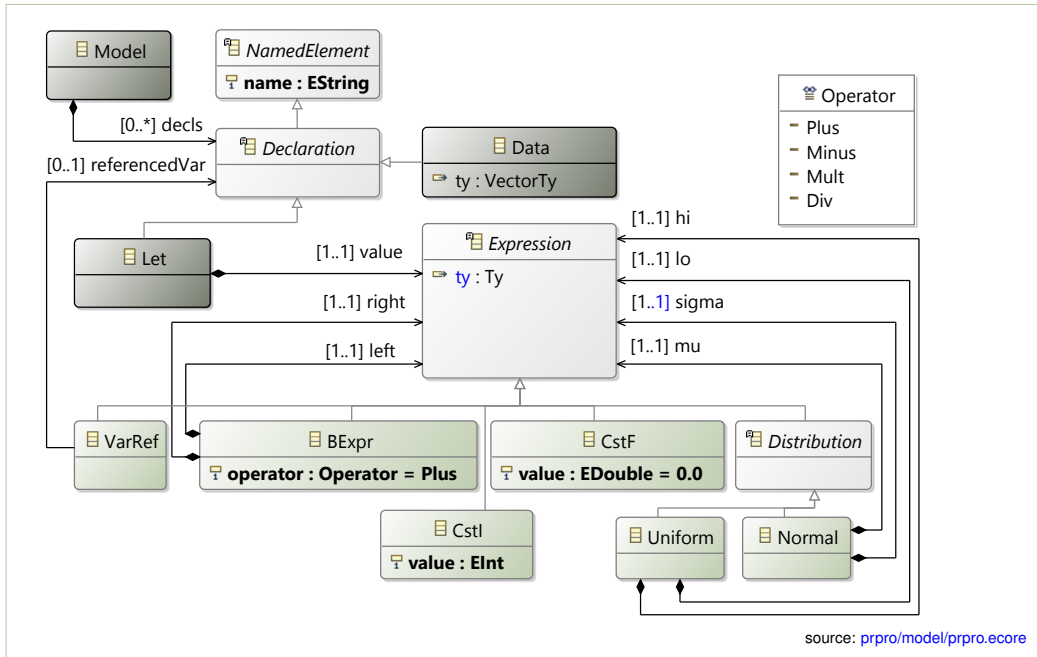 Model
NamedElement
name : EString
Operator
Plus
Minus
Mult
Div
[0..*] decls
Declaration
Data
ty : VectorTy
[0..1] referencedVar
Let
[1..1] value
Expression
ty : Ty
[1..1] hi
[1..1] lo
[1..1] right
[1..1] sigma
[1..1] left
[1..1] mu
VarRef
BExpr
operator : Operator = Plus
CstF
value : EDouble = 0.0
Distribution
CstI
value : EInt
Uniform
Normal
source: prpro/model/prpro.ecore